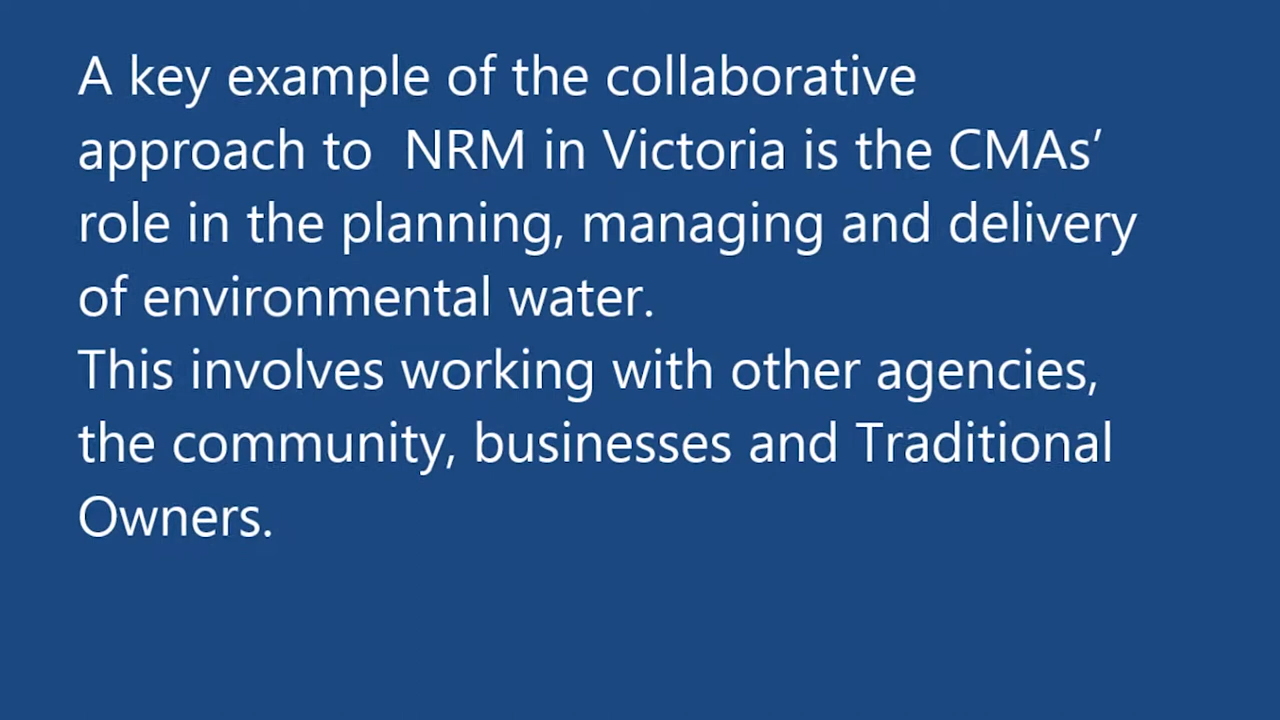 A key example of the collaborative
approach to  NRM in Victoria is the CMAs’
role in the planning, managing and delivery
of environmental water.
This involves working with other agencies,
the community, businesses and Traditional
Owners.